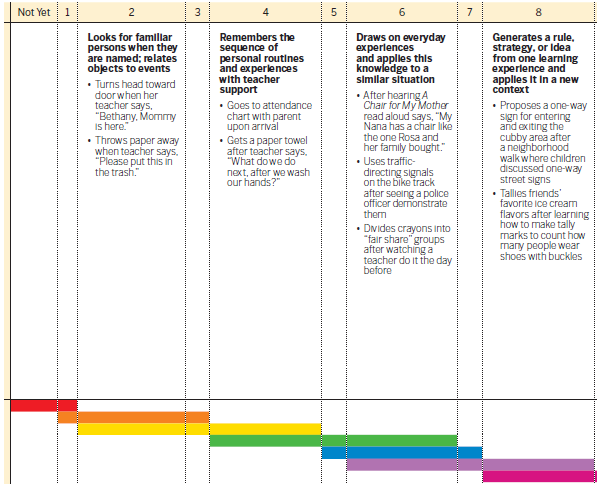 Not Yet 1 2 3 4 5 6 7 8
Looks for familiar
persons when they
are named; relates
objects to events
• Turns head toward
door when her
teacher says,
"Bethany, Mommy
is here."
• Throws paper away
when teacher says,
"Please put this in
the trash."
Remembers the
sequence of
personal routines
and experiences
with teacher
support
• Goes to attendance
chart with parent
upon arrival
• Gets a paper towel
after teacher says,
"What do we do
next, after we wash
our hands?"
Draws on everyday
experiences
and applies this
knowledge to a
similar situation
• After hearing A
Chair for My Mother
read aloud says, "My
Nana has a chair like
the one Rosa and
her family bought."
• Uses traffic-
directing signals
on the bike track
after seeing a police
officer demonstrate
them
• Divides crayons into
"fair share" groups
after watching a
teacher do it the day
before
Generates a rule,
strategy, or idea
from one learning
experience and
applies it in a new
context
• Proposes a one-way
sign for entering
and exiting the
cubby area after
a neighborhood
walk where children
discussed one-way
street signs
• Tallies friends'
favorite ice cream
flavors after learning
how to make tally
marks to count how
many people wear
shoes with buckles